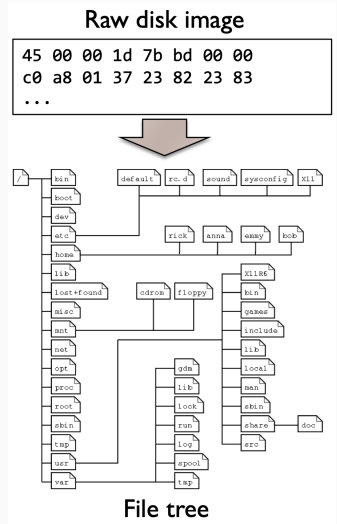 Raw disk image
45 00 00 1d 7b bd 00 00
c0 a8 01 37 23 82 23 83
...
/ bin default rc.d sound sysconfig X11
boot
dev
etc rick anna emmy bob
home
lib X11R6
lost+found cdrom floppy bin
misc games
mnt include
net lib
opt gdm local
proc lib man
root lock sbin
sbin run share doc
tmp log src
usr spool
var tmp
File tree